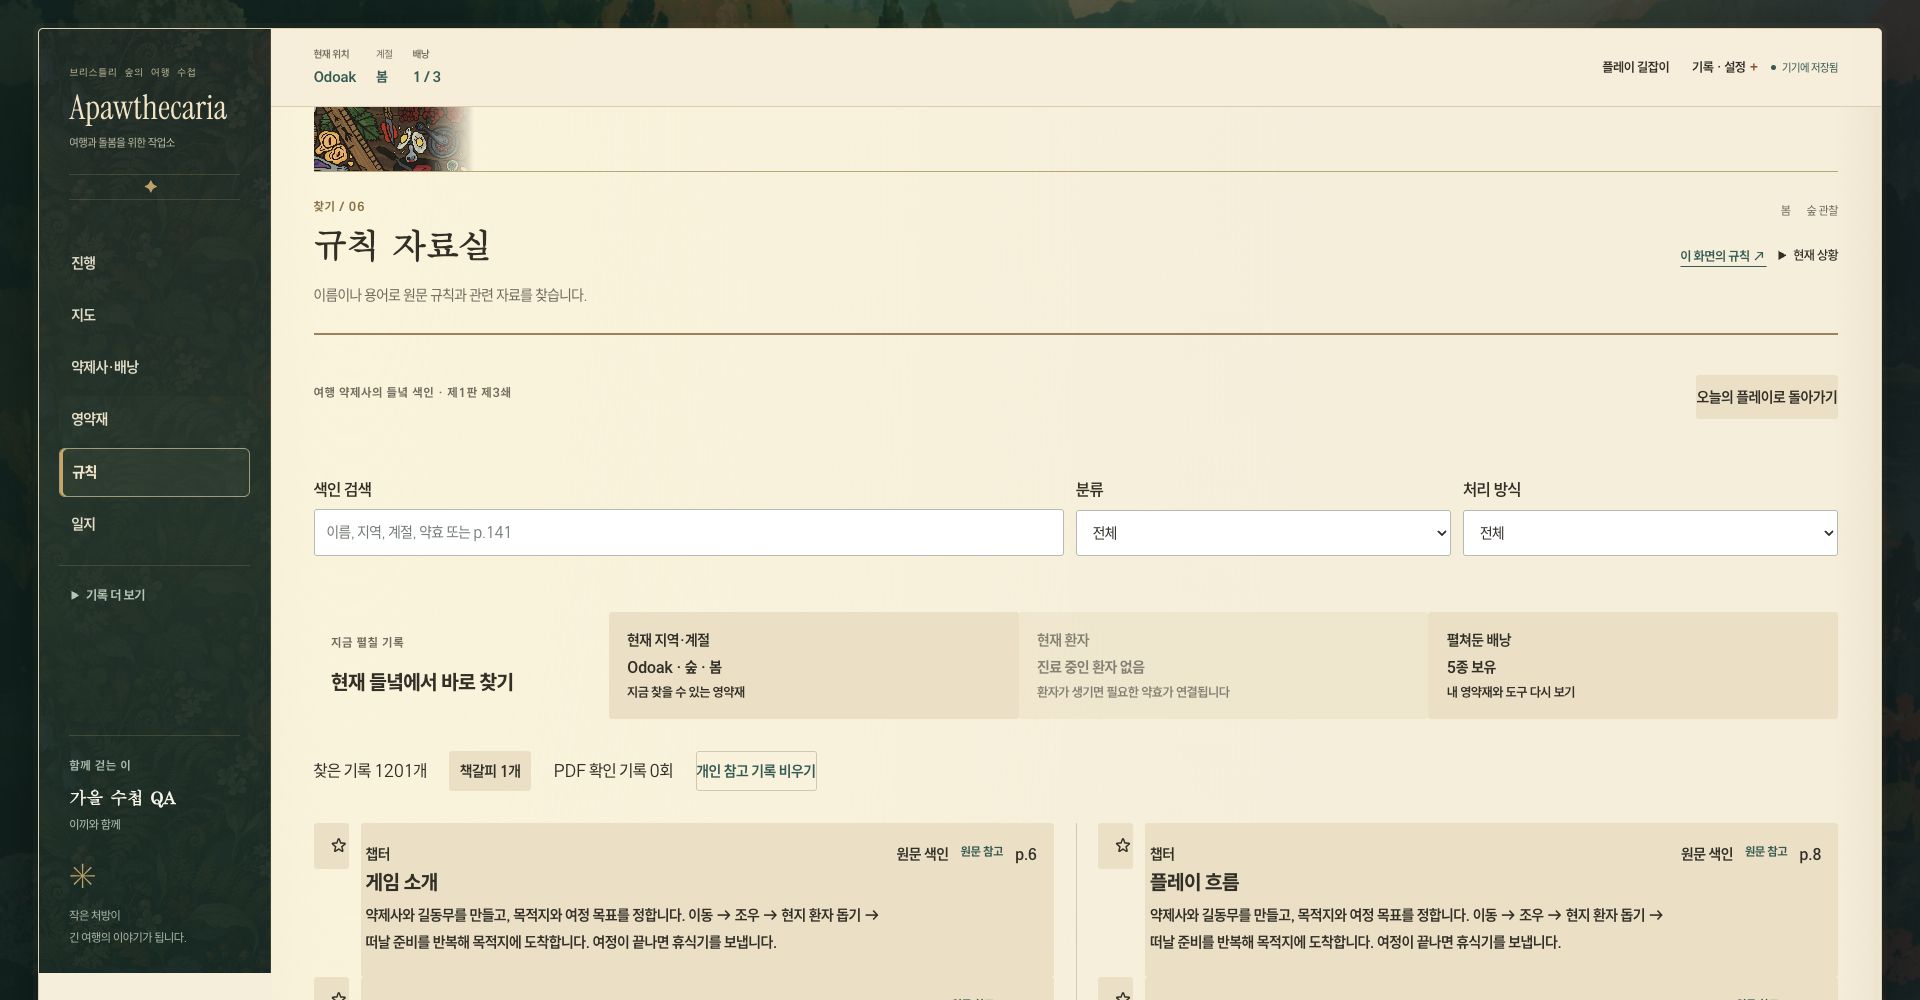 브리스틀리 숲의 여행 수첩
Apawthecaria
여행과 돌봄을 위한 작업소
진행
지도
약제사·배낭
영약재
규칙
일지
▶ 기록 더 보기
함께 걷는 이
가을 수첩 QA
이끼와 함께
작은 처방이
긴 여행의 이야기가 됩니다.
현재 위치 계절 배낭
Odoak 봄 1 / 3
플레이 길잡이 기록 · 설정 + 기기에 저장됨
찾기 / 06
규칙 자료실
이름이나 용어로 원문 규칙과 관련 자료를 찾습니다.
봄 숲 관찰
이 화면의 규칙 ↗ ▶ 현재 상황
여행 약제사의 들녘 색인 · 제1판 제3쇄
오늘의 플레이로 돌아가기
색인 검색
이름, 지역, 계절, 약효 또는 p.141
분류
전체
처리 방식
전체
지금 펼칠 기록
현재 들녘에서 바로 찾기
현재 지역·계절
Odoak · 숲 · 봄
지금 찾을 수 있는 영약재
현재 환자
진료 중인 환자 없음
환자가 생기면 필요한 약효가 연결됩니다
펼쳐둔 배낭
5종 보유
내 영약재와 도구 다시 보기
찾은 기록 1201개 책갈피 1개 PDF 확인 기록 0회 개인 참고 기록 비우기
챕터 원문 색인 원문 참고 p.6
게임 소개
약제사와 길동무를 만들고, 목적지와 여정 목표를 정합니다. 이동 → 조우 → 현지 환자 돕기 →
떠날 준비를 반복해 목적지에 도착합니다. 여정이 끝나면 휴식기를 보냅니다.
챕터 원문 색인 원문 참고 p.8
플레이 흐름
약제사와 길동무를 만들고, 목적지와 여정 목표를 정합니다. 이동 → 조우 → 현지 환자 돕기 →
떠날 준비를 반복해 목적지에 도착합니다. 여정이 끝나면 휴식기를 보냅니다.